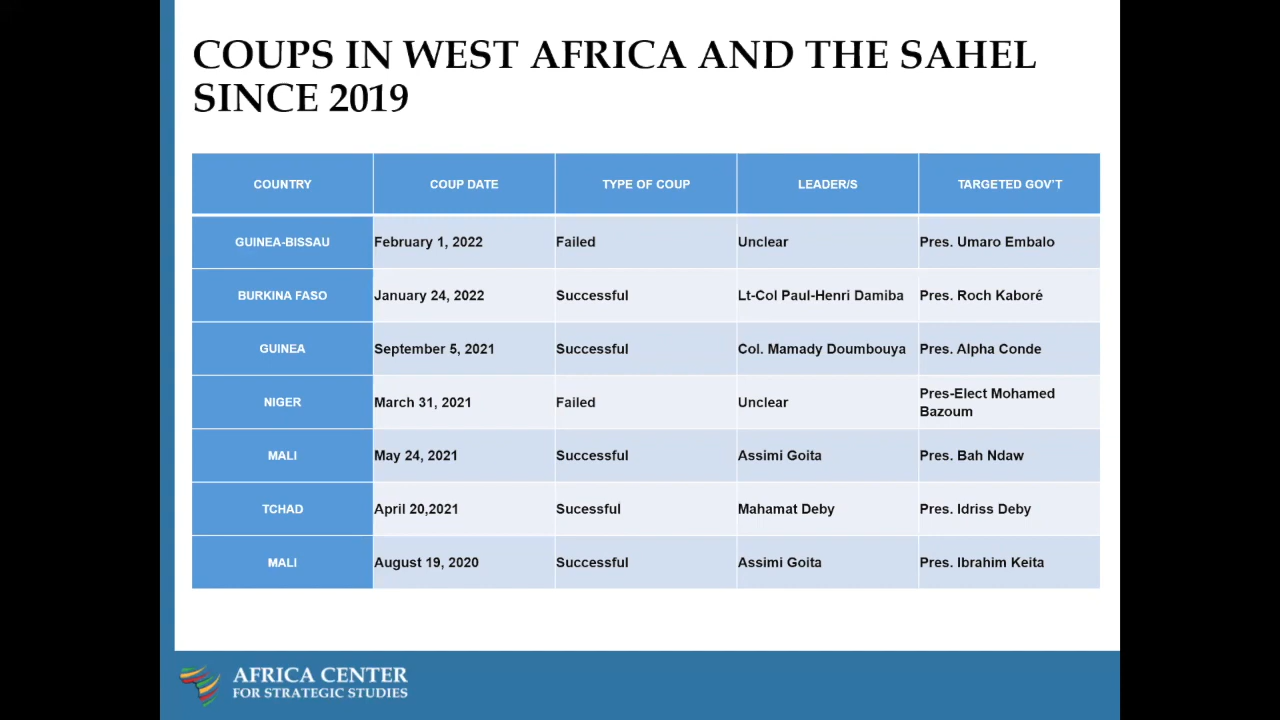 COUPS IN WEST AFRICA AND THE SAHEL
SINCE 2019
COUNTRY COUP DATE TYPE OF COUP LEADER/S TARGETED GOV'T
GUINEA-BISSAU February 1, 2022 Failed Unclear Pres. Umaro Embalo
BURKINA FASO January 24, 2022 Successful Lt-Col Paul-Henri Damiba Pres. Roch Kaboré
GUINEA September 5, 2021 Successful Col. Mamady Doumbouya Pres. Alpha Conde
NIGER March 31, 2021 Failed Unclear Pres-Elect Mohamed
Bazoum
MALI May 24, 2021 Successful Assimi Goita Pres. Bah Ndaw
TCHAD April 20,2021 Sucessful Mahamat Deby Pres. Idriss Deby
MALI August 19, 2020 Successful Assimi Goita Pres. Ibrahim Keita
AFRICA CENTER
FOR STRATEGIC STUDIES